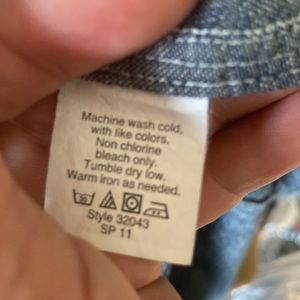 Machine wash cold,
with like colors.
Non chlorine
bleach only.
Tumble dry low.
Warm iron as needed.
Style 32043
SP 11